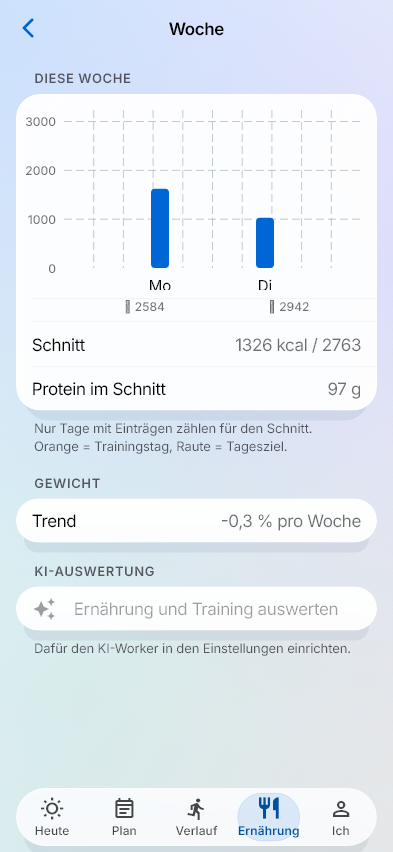 Woche
DIESE WOCHE
3000
2000
1000
0
Mo Di
2584 2942
Schnitt 1326 kcal / 2763
Protein im Schnitt 97 g
Nur Tage mit Einträgen zählen für den Schnitt.
Orange = Trainingstag, Raute = Tagesziel.
GEWICHT
Trend -0,3 % pro Woche
KI-AUSWERTUNG
Ernährung und Training auswerten
Dafür den KI-Worker in den Einstellungen einrichten.
Heute Plan Verlauf Ernährung Ich